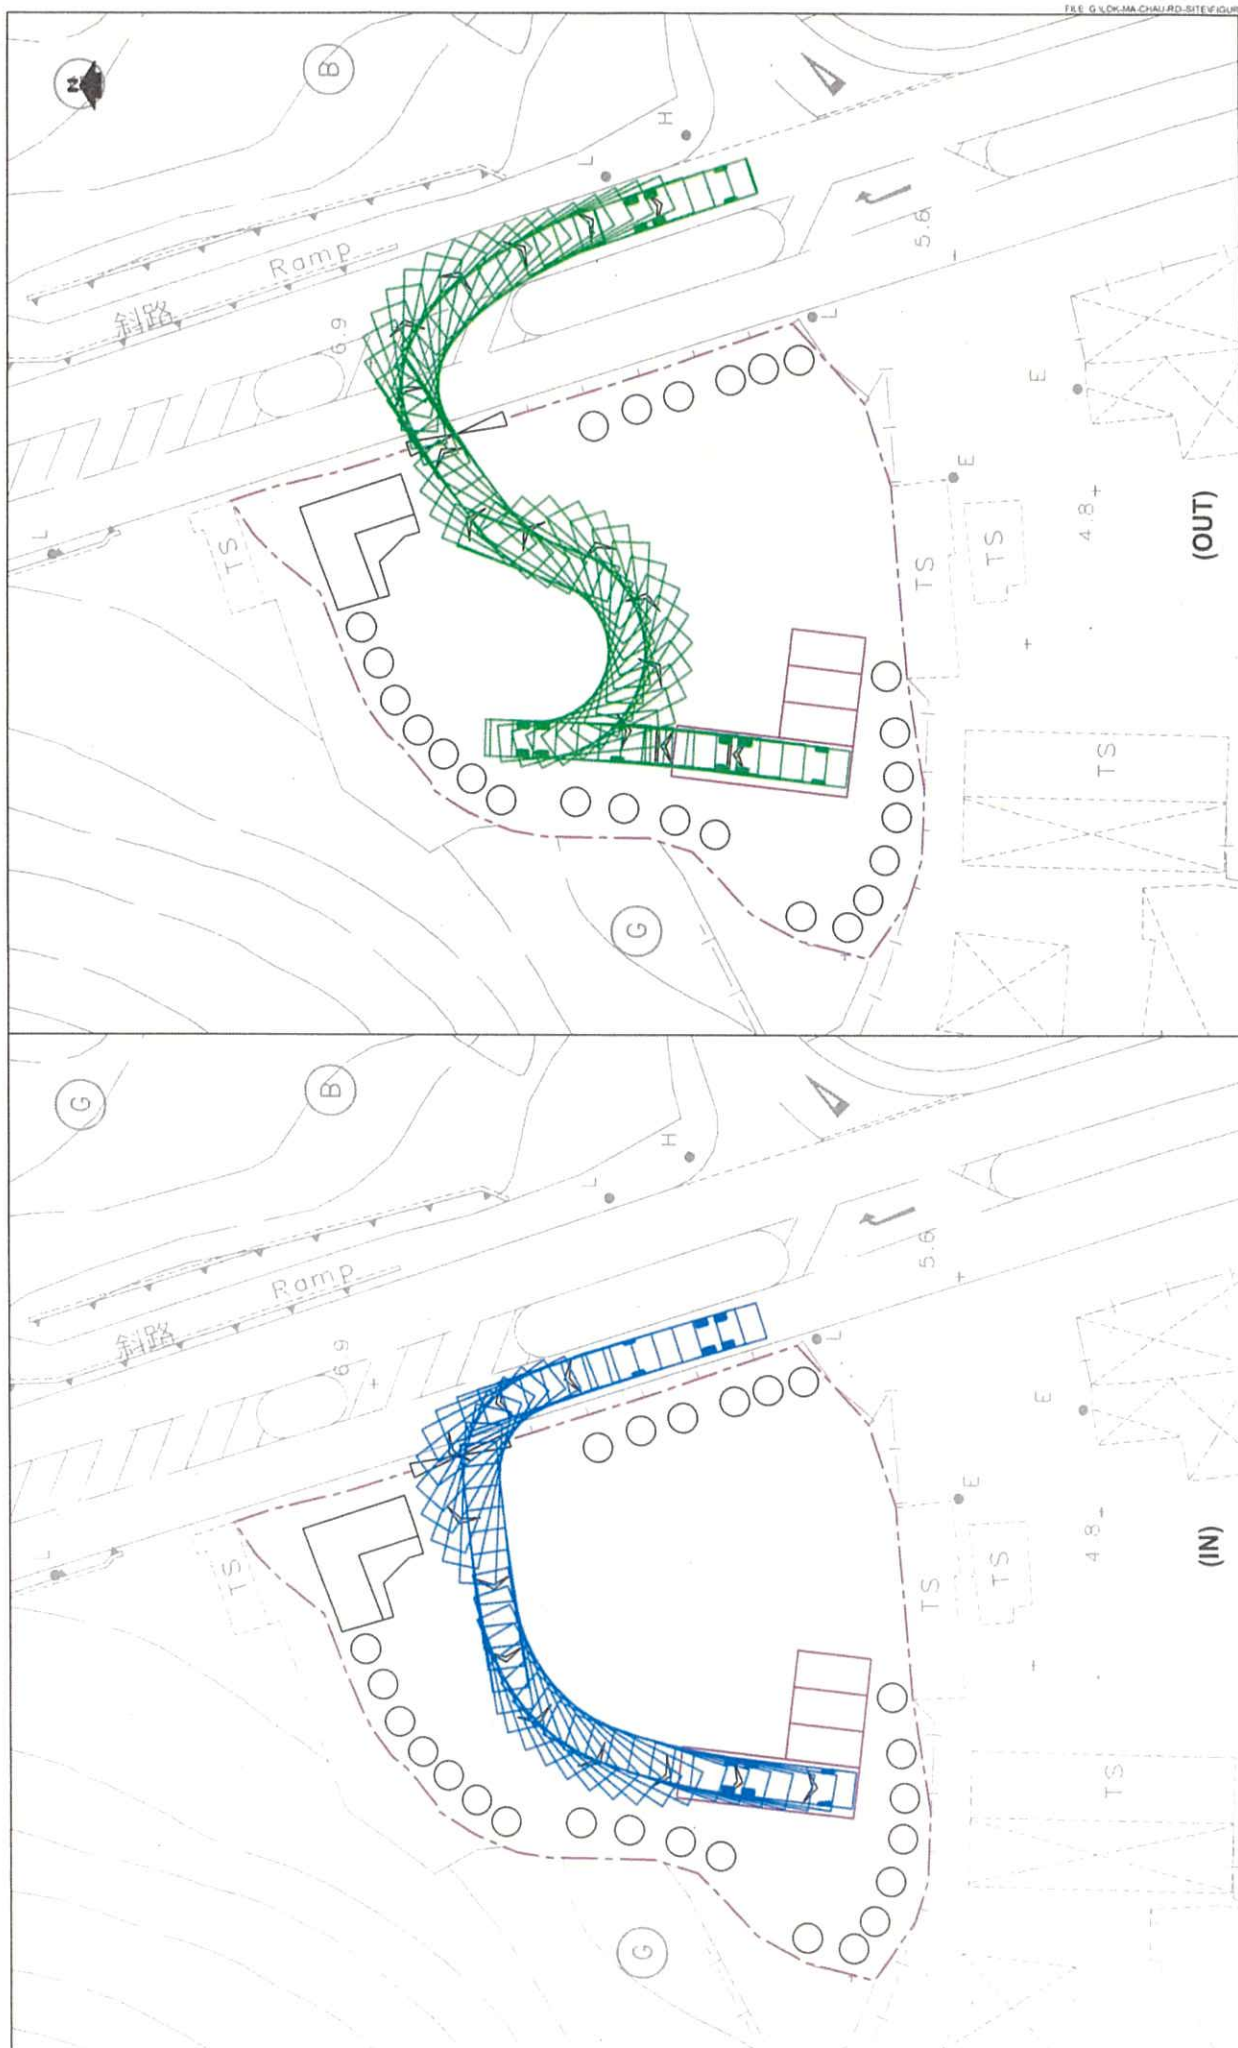 FILE G:\LOK-MA-CHAU-RD-SITE\FIGUR
N
B
H
L
Ramp
斜路
6.9
5.6
L
E
L
TS
E
4.8
(OUT)
TS
TS
TS
G
G
B
H
L
Ramp
斜路
6.9
5.6
L
E
L
TS
E
4.8
(IN)
TS
TS
TS
G